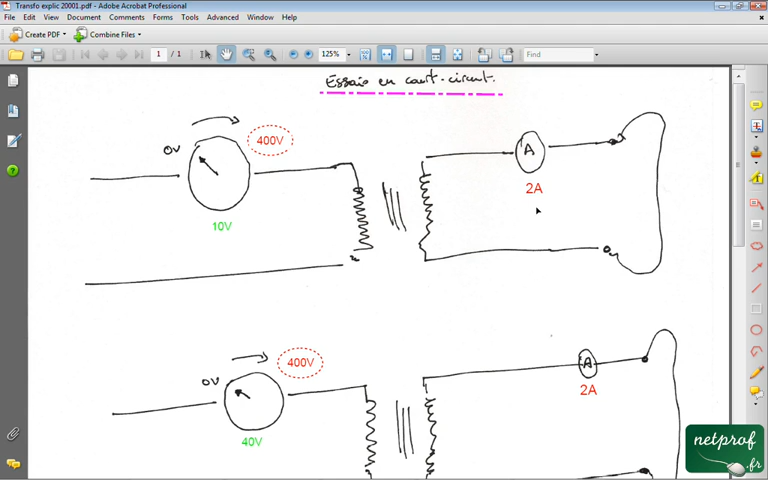 Transfo explic 20001.pdf - Adobe Acrobat Professional
File Edit View Document Comments Forms Tools Advanced Window Help
Create PDF Combine Files
1 / 1 125% Find
Essais en court-circuit.
400V
0V
A
2A
10V
400V
0V
A
2A
40V
netprof
.fr